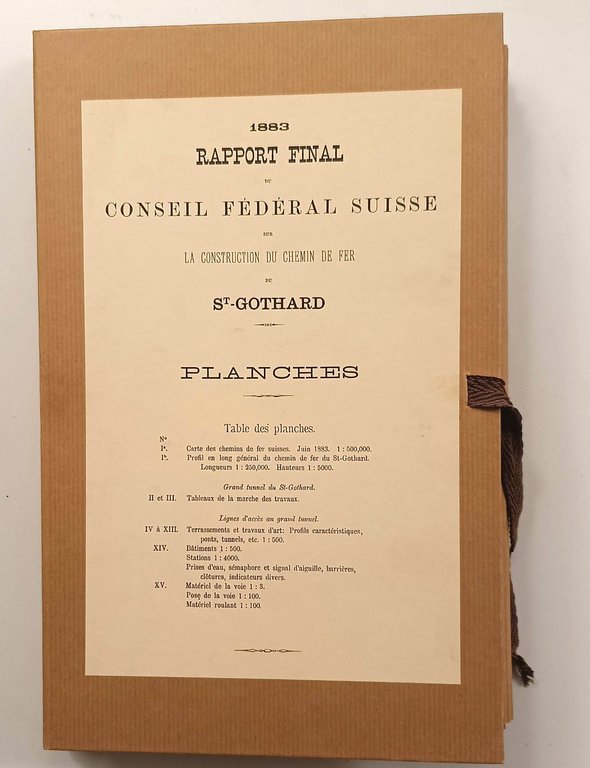 1883
RAPPORT FINAL
DU
CONSEIL FÉDÉRAL SUISSE
SUR
LA CONSTRUCTION DU CHEMIN DE FER
DU
ST-GOTHARD
PLANCHES
Table des planches.
No
Ia. Carte des chemins de fer suisses. Juin 1883. 1 : 500,000.
Ib. Profil en long général du chemin de fer du St-Gothard.
Longueurs 1 : 250,000. Hauteurs 1 : 5000.
Grand tunnel du St-Gothard.
II et III. Tableaux de la marche des travaux.
Lignes d'accès au grand tunnel.
IV à XIII. Terrassements et travaux d'art: Profils caractéristiques,
ponts, tunnels, etc. 1 : 500.
XIV. Bâtiments 1 : 500.
Stations 1 : 4000.
Prises d'eau, sémaphore et signal d'aiguille, barrières,
clôtures, indicateurs divers.
XV. Matériel de la voie 1 : 3.
Pose de la voie 1 : 100.
Matériel roulant 1 : 100.